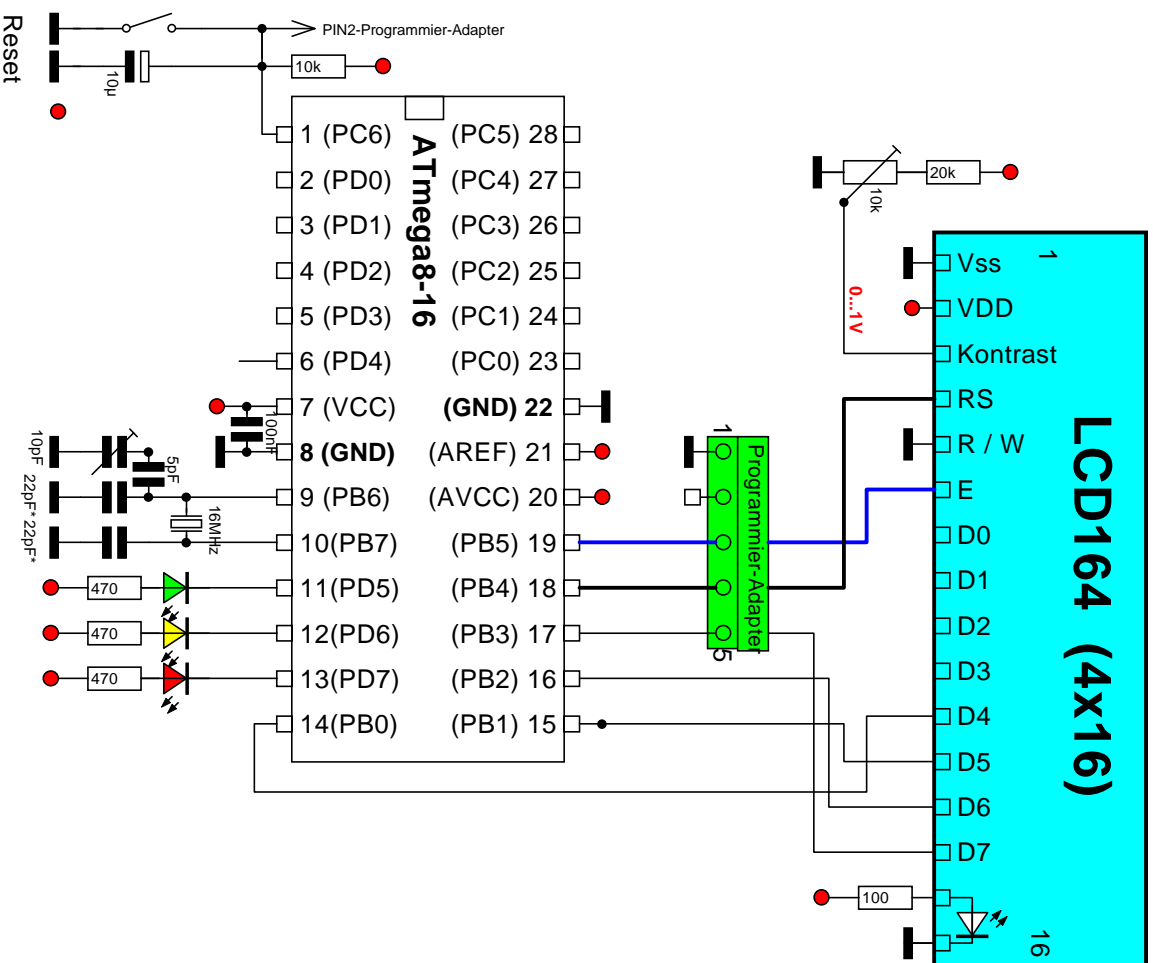 Reset
PIN2-Programmier-Adapter
10µ
10k
ATmega8-16
1 (PC6)
2 (PD0)
3 (PD1)
4 (PD2)
5 (PD3)
6 (PD4)
7 (VCC)
8 (GND)
9 (PB6)
10(PB7)
11(PD5)
12(PD6)
13(PD7)
14(PB0)
(PC5) 28
(PC4) 27
(PC3) 26
(PC2) 25
(PC1) 24
(PC0) 23
(GND) 22
(AREF) 21
(AVCC) 20
(PB5) 19
(PB4) 18
(PB3) 17
(PB2) 16
(PB1) 15
100nF
10pF
5pF
22pF*
22pF*
16MHz
470
470
470
1
Programmier-Adapter
5
10k
20k
0...1V
LCD164 (4x16)
1
Vss
VDD
Kontrast
RS
R / W
E
D0
D1
D2
D3
D4
D5
D6
D7
100
16